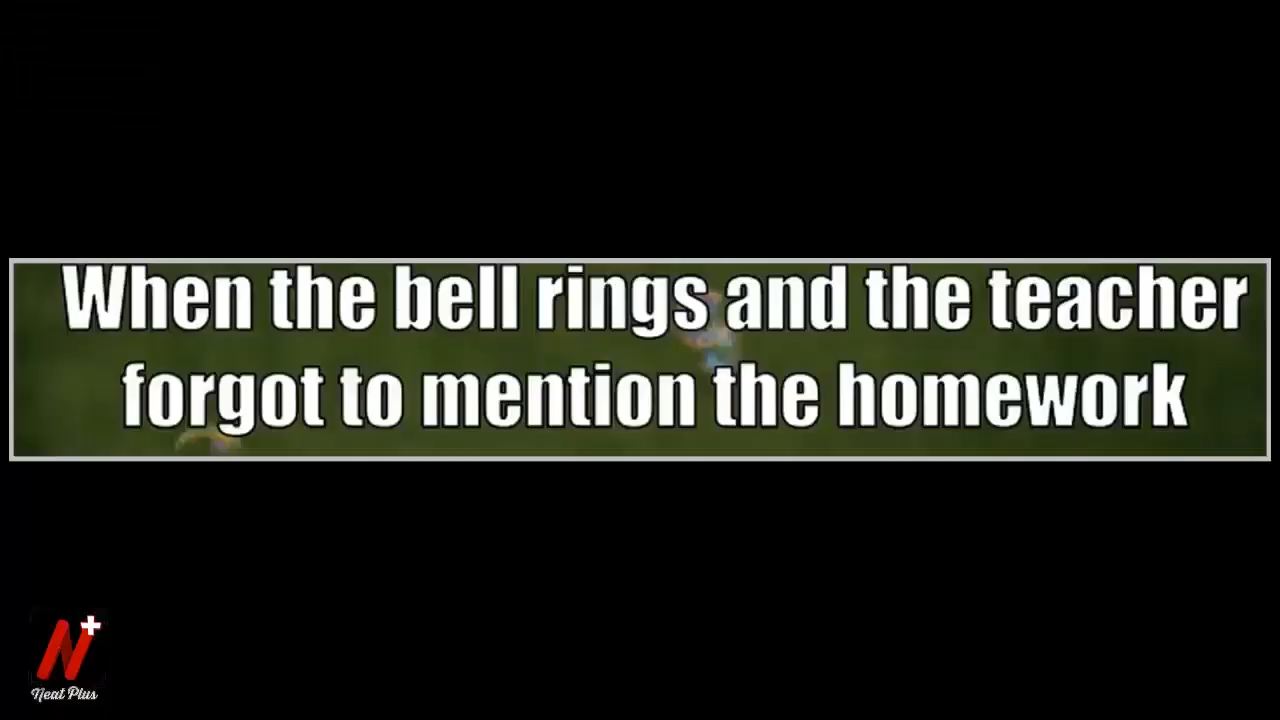 When the bell rings and the teacher
forgot to mention the homework
N+
Neat Plus